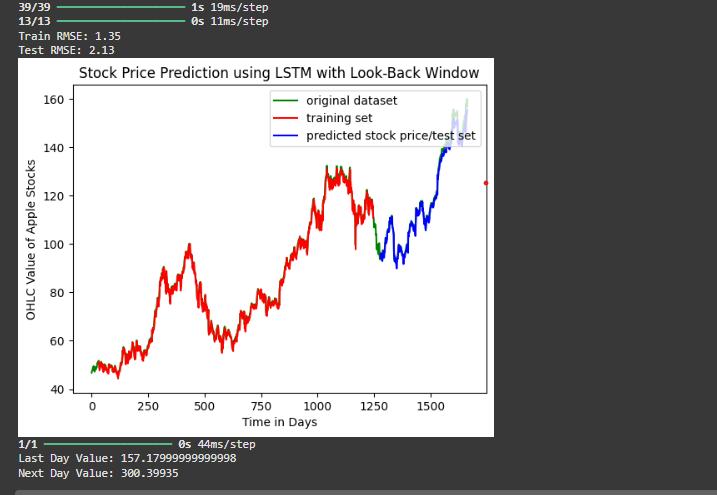 39/39 ━━━━━━━━━━━━━━━━━━━━ 1s 19ms/step
13/13 ━━━━━━━━━━━━━━━━━━━━ 0s 11ms/step
Train RMSE: 1.35
Test RMSE: 2.13
Stock Price Prediction using LSTM with Look-Back Window
original dataset
training set
predicted stock price/test set
OHLC Value of Apple Stocks
160
140
120
100
80
60
40
0 250 500 750 1000 1250 1500
Time in Days
1/1 ━━━━━━━━━━━━━━━━━━━━ 0s 44ms/step
Last Day Value: 157.17999999999998
Next Day Value: 300.39935